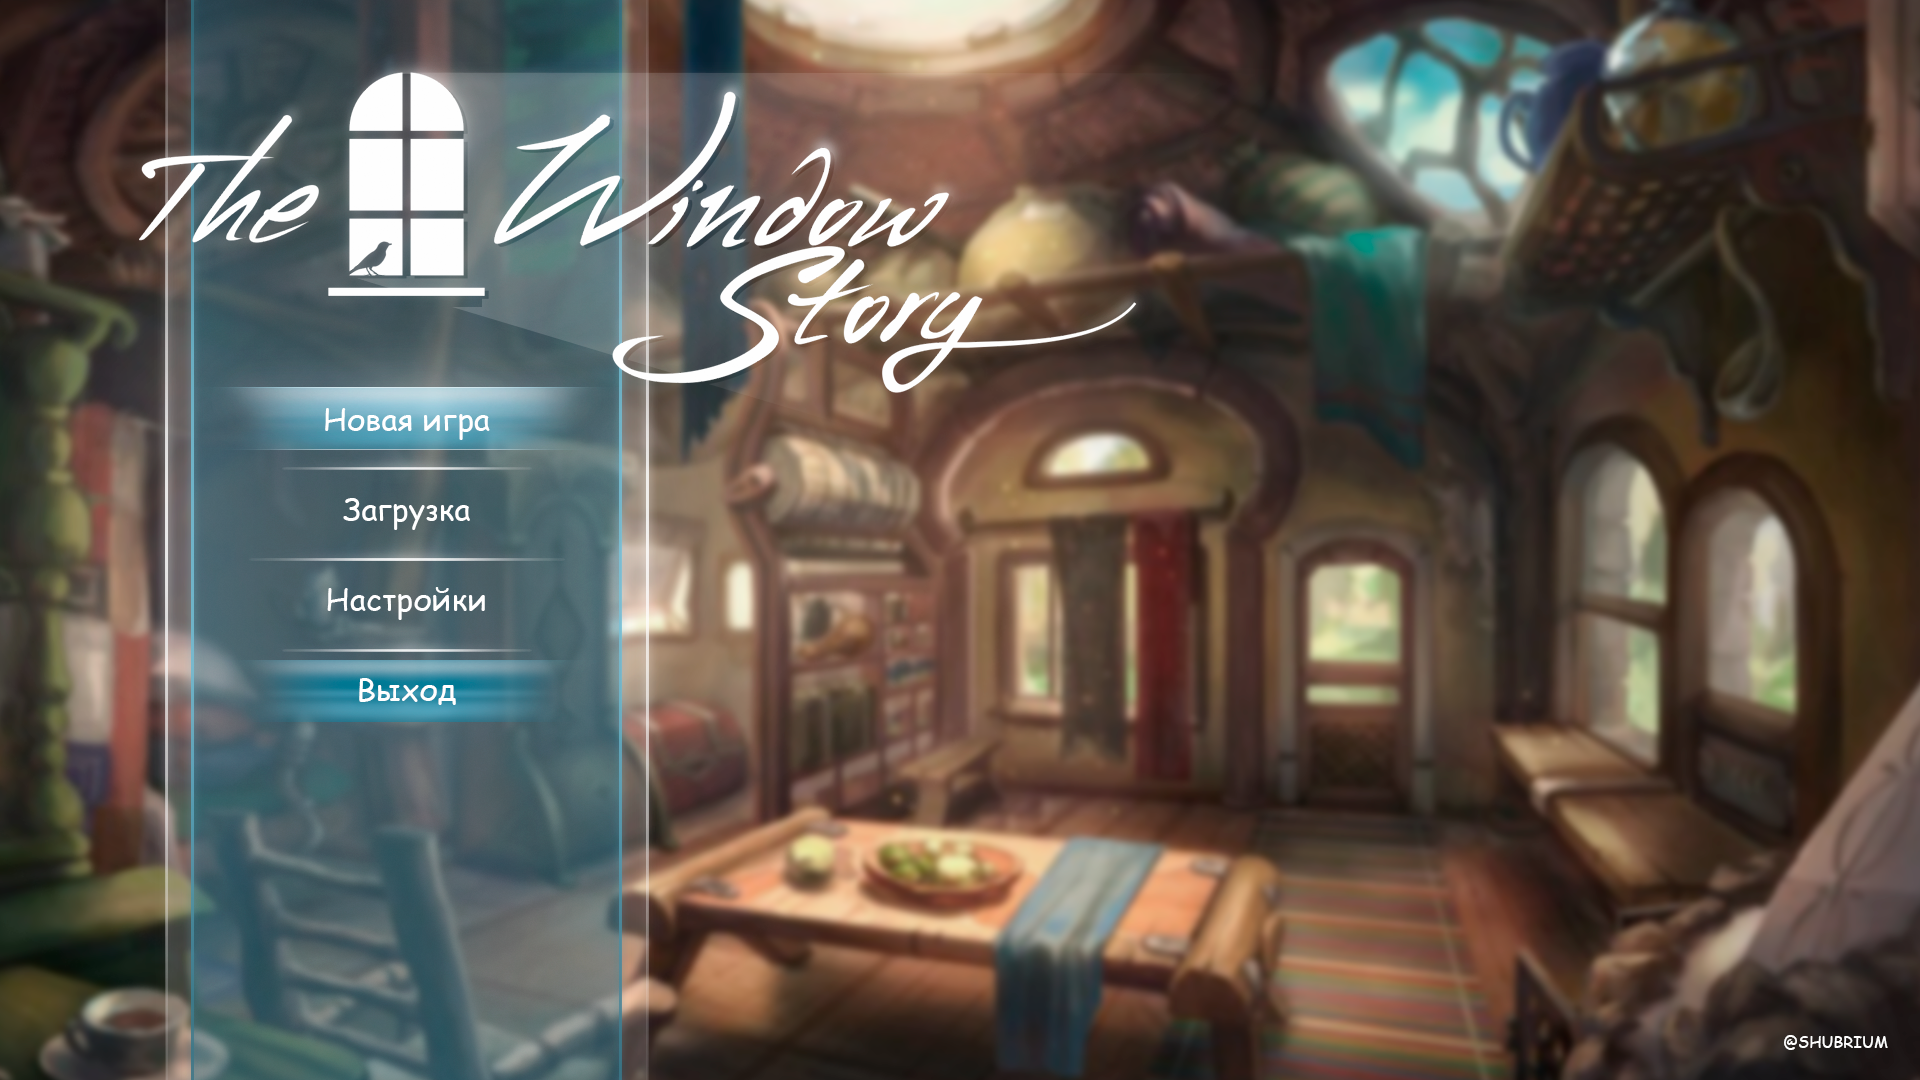 The Window
Story
Новая игра
Загрузка
Настройки
Выход
@SHUBRIUM